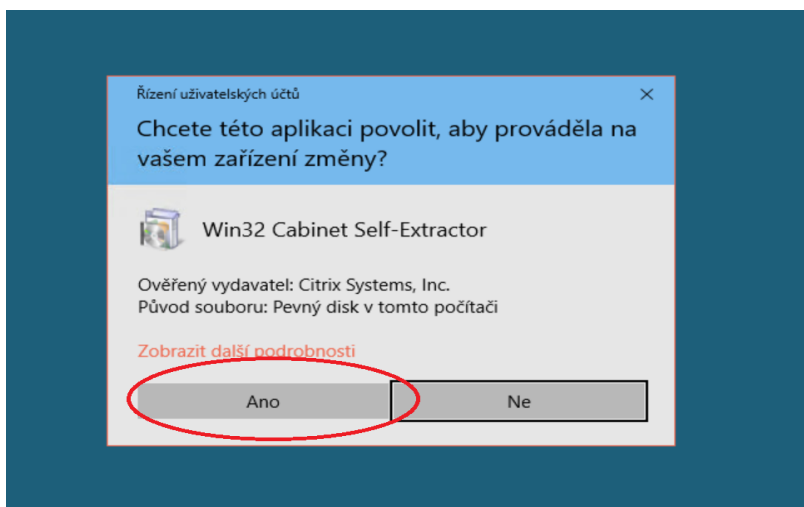 Řízení uživatelských účtů
Chcete této aplikaci povolit, aby prováděla na
vašem zařízení změny?
Win32 Cabinet Self-Extractor
Ověřený vydavatel: Citrix Systems, Inc.
Původ souboru: Pevný disk v tomto počítači
Zobrazit další podrobnosti
Ano
Ne